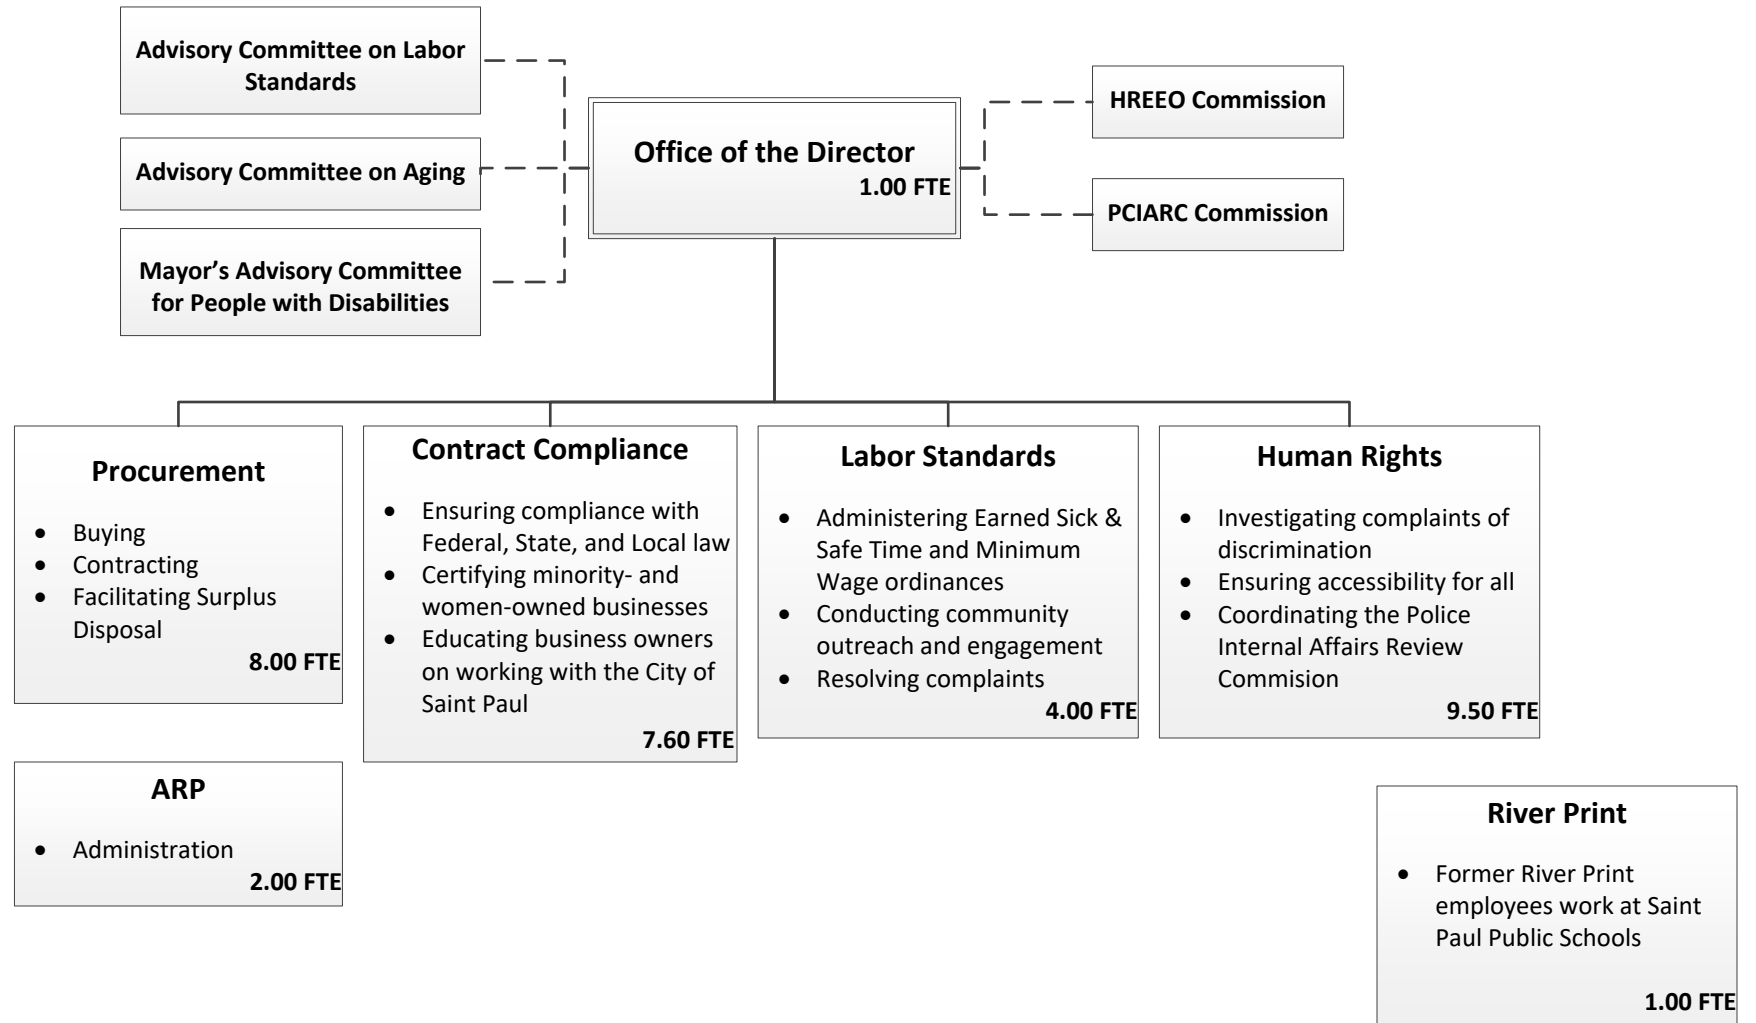 Advisory Committee on Labor
Standards
Advisory Committee on Aging
Mayor’s Advisory Committee
for People with Disabilities
Office of the Director
1.00 FTE
HREEO Commission
PCIARC Commission
Procurement
• Buying
• Contracting
• Facilitating Surplus
Disposal
8.00 FTE
Contract Compliance
• Ensuring compliance with
Federal, State, and Local law
• Certifying minority- and
women-owned businesses
• Educating business owners
on working with the City of
Saint Paul
7.60 FTE
Labor Standards
• Administering Earned Sick &
Safe Time and Minimum
Wage ordinances
• Conducting community
outreach and engagement
• Resolving complaints
4.00 FTE
Human Rights
• Investigating complaints of
discrimination
• Ensuring accessibility for all
• Coordinating the Police
Internal Affairs Review
Commision
9.50 FTE
ARP
• Administration
2.00 FTE
River Print
• Former River Print
employees work at Saint
Paul Public Schools
1.00 FTE